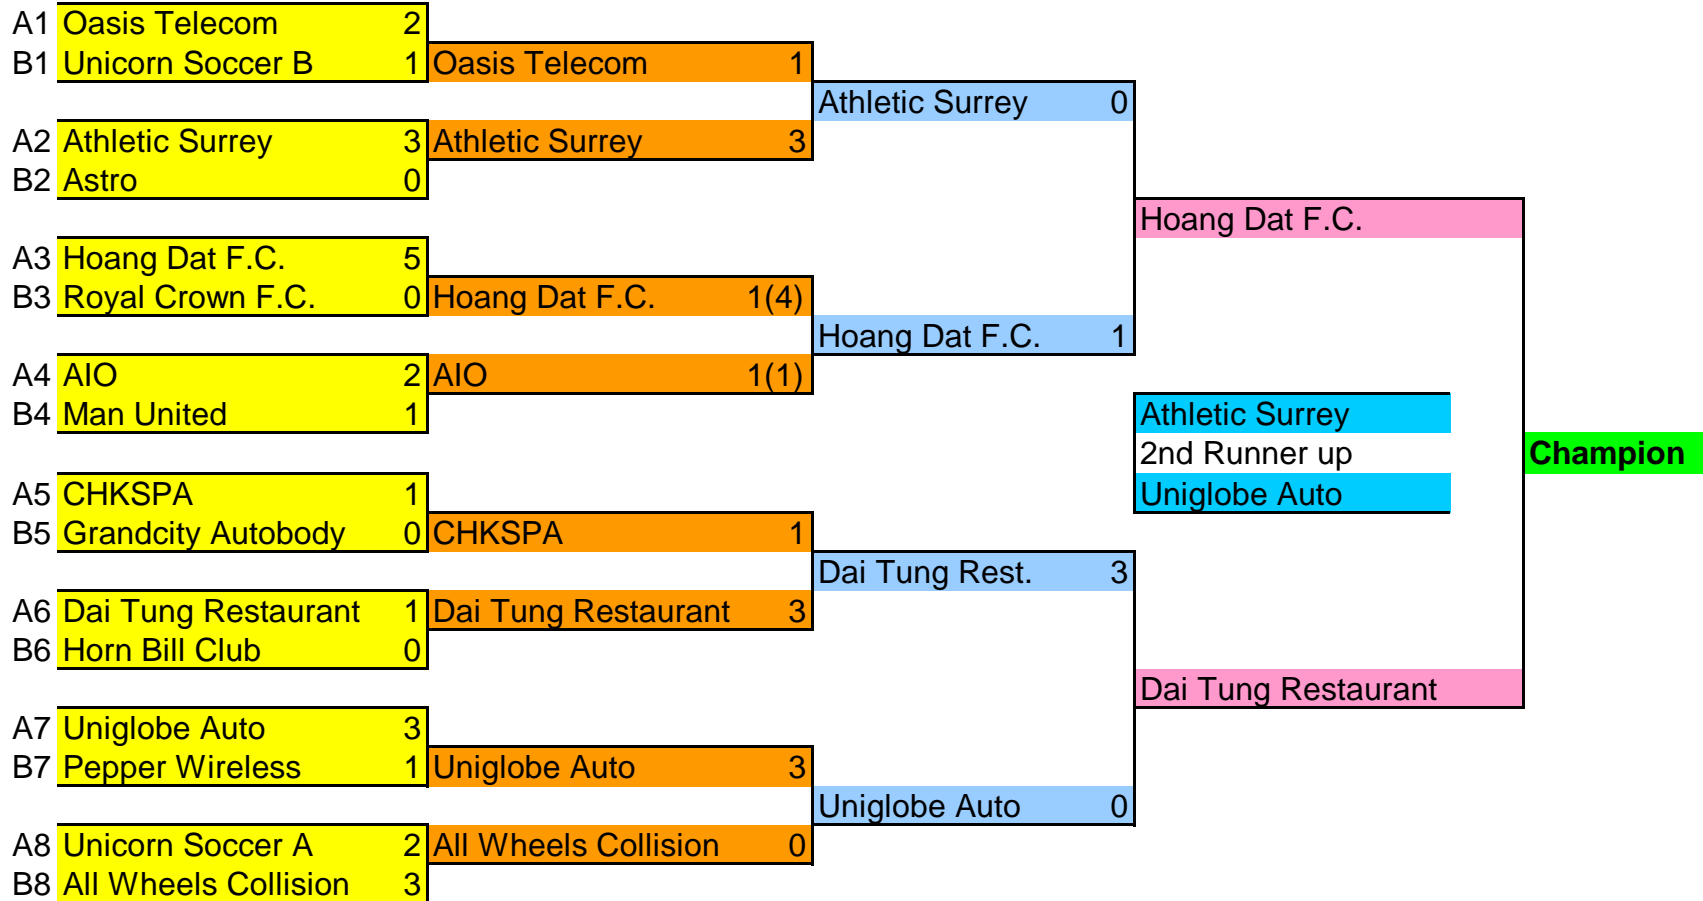 A1 Oasis Telecom 2
B1 Unicorn Soccer B 1
Oasis Telecom 1
Athletic Surrey 0
A2 Athletic Surrey 3
Athletic Surrey 3
B2 Astro 0
Hoang Dat F.C.
A3 Hoang Dat F.C. 5
B3 Royal Crown F.C. 0
Hoang Dat F.C. 1(4)
Hoang Dat F.C. 1
A4 AIO 2
AIO 1(1)
B4 Man United 1
Athletic Surrey
2nd Runner up
Champion
Uniglobe Auto
A5 CHKSPA 1
B5 Grandcity Autobody 0
CHKSPA 1
Dai Tung Rest. 3
A6 Dai Tung Restaurant 1
Dai Tung Restaurant 3
B6 Horn Bill Club 0
Dai Tung Restaurant
A7 Uniglobe Auto 3
B7 Pepper Wireless 1
Uniglobe Auto 3
Uniglobe Auto 0
A8 Unicorn Soccer A 2
All Wheels Collision 0
B8 All Wheels Collision 3